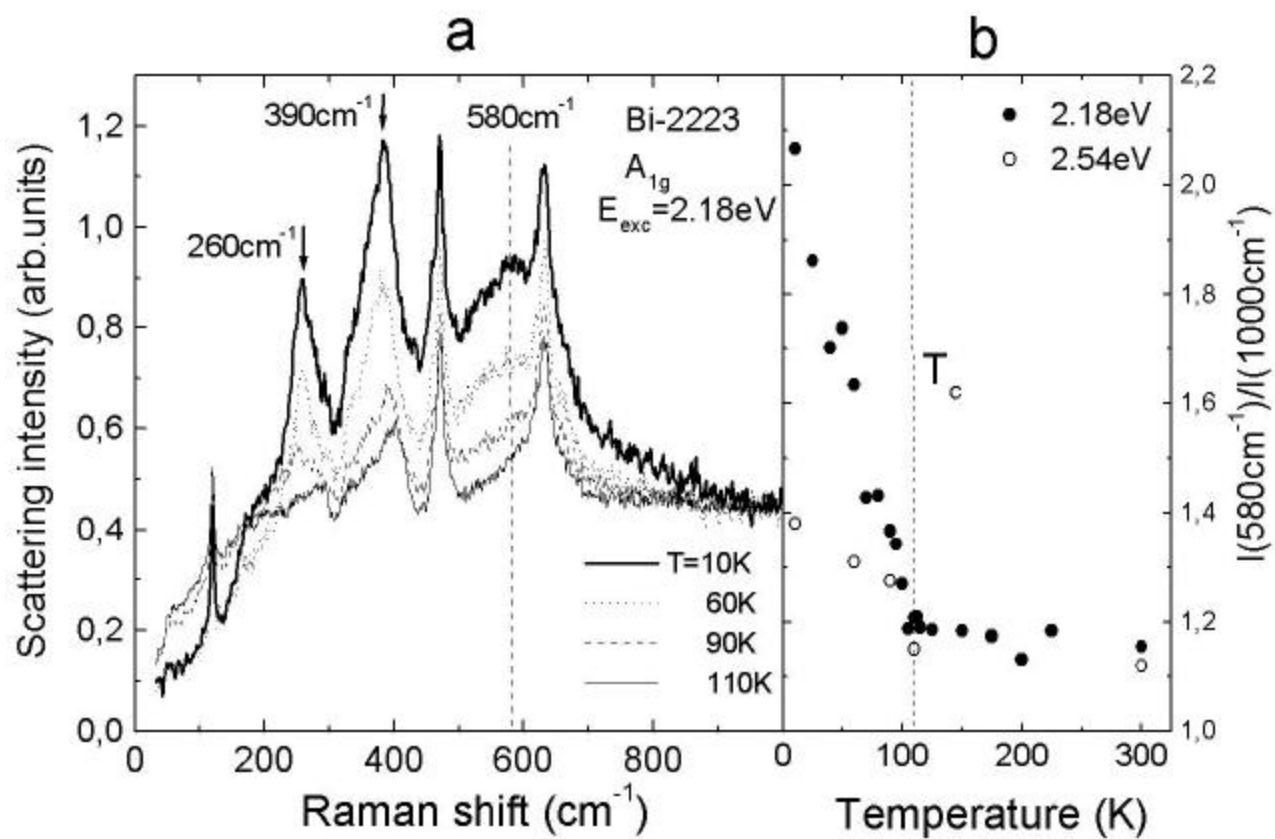 a
b
Scattering intensity (arb.units)
1,2
1,0
0,8
0,6
0,4
0,2
0,0
260cm⁻¹
390cm⁻¹
580cm⁻¹
Bi-2223
A1g
Eexc=2.18eV
T=10K
60K
90K
110K
0 200 400 600 800
Raman shift (cm⁻¹)
2.18eV
2.54eV
Tc
2,2
2,0
1,8
1,6
1,4
1,2
1,0
I(580cm⁻¹)/I(1000cm⁻¹)
0 100 200 300
Temperature (K)